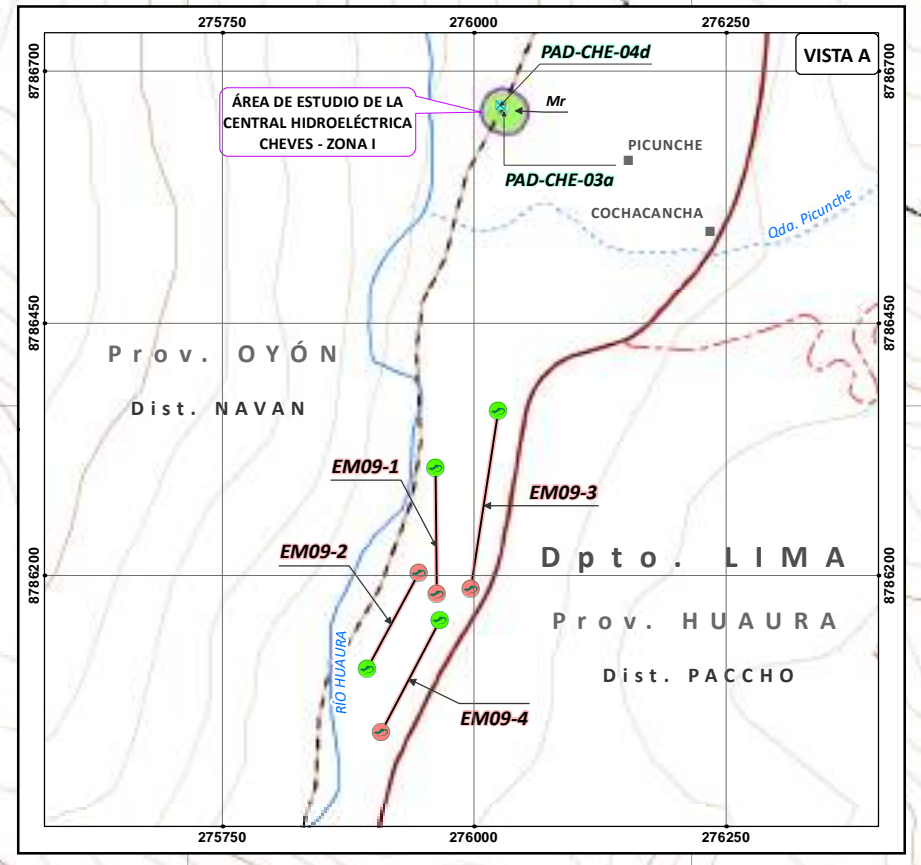 275750
276000
276250
8786700
8786700
VISTA A
PAD-CHE-04d
ÁREA DE ESTUDIO DE LA
CENTRAL HIDROELÉCTRICA
CHEVES - ZONA I
Mr
PICUNCHE
PAD-CHE-03a
COCHACANCHA
Qda. Picunche
8786450
8786450
Prov. OYÓN
Dist. NAVAN
EM09-1
EM09-3
EM09-2
Dpto. LIMA
8786200
8786200
Prov. HUAURA
RÍO HUAURA
Dist. PACCHO
EM09-4
275750
276000
276250